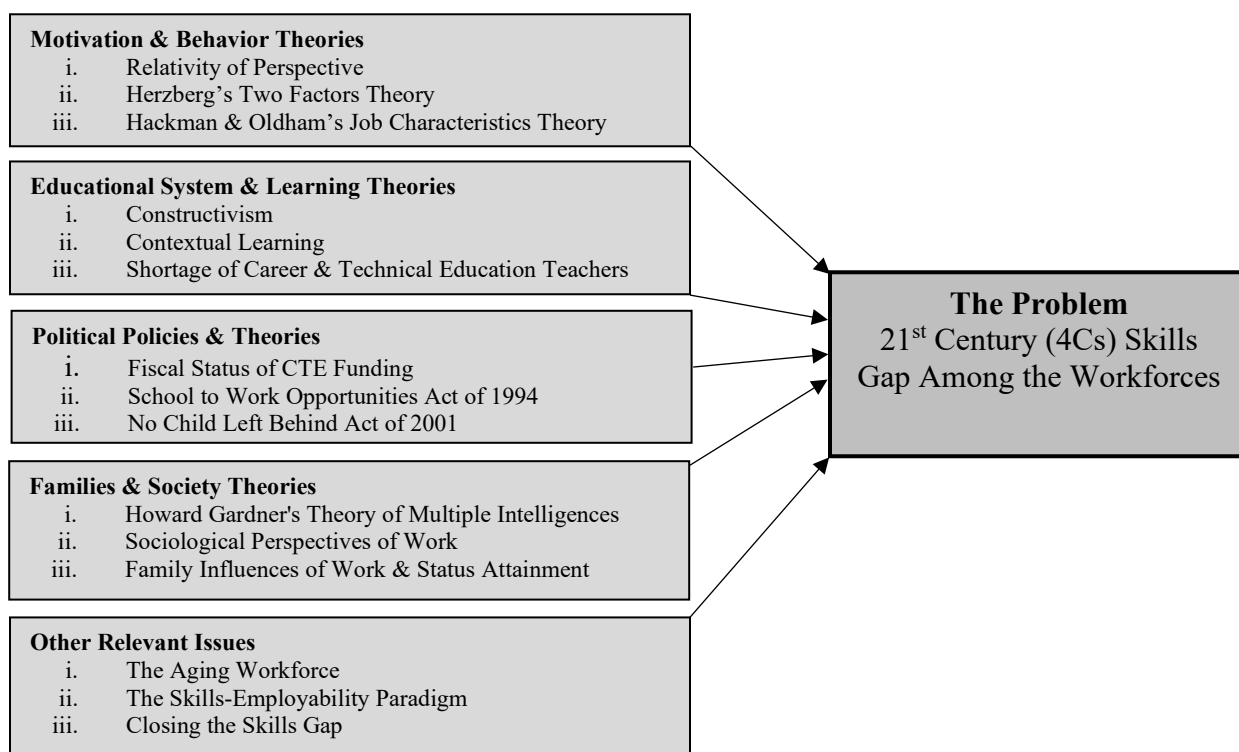 Motivation & Behavior Theories
i. Relativity of Perspective
ii. Herzberg’s Two Factors Theory
iii. Hackman & Oldham’s Job Characteristics Theory
Educational System & Learning Theories
i. Constructivism
ii. Contextual Learning
iii. Shortage of Career & Technical Education Teachers
Political Policies & Theories
i. Fiscal Status of CTE Funding
ii. School to Work Opportunities Act of 1994
iii. No Child Left Behind Act of 2001
Families & Society Theories
i. Howard Gardner's Theory of Multiple Intelligences
ii. Sociological Perspectives of Work
iii. Family Influences of Work & Status Attainment
Other Relevant Issues
i. The Aging Workforce
ii. The Skills-Employability Paradigm
iii. Closing the Skills Gap
The Problem
21st Century (4Cs) Skills
Gap Among the Workforces